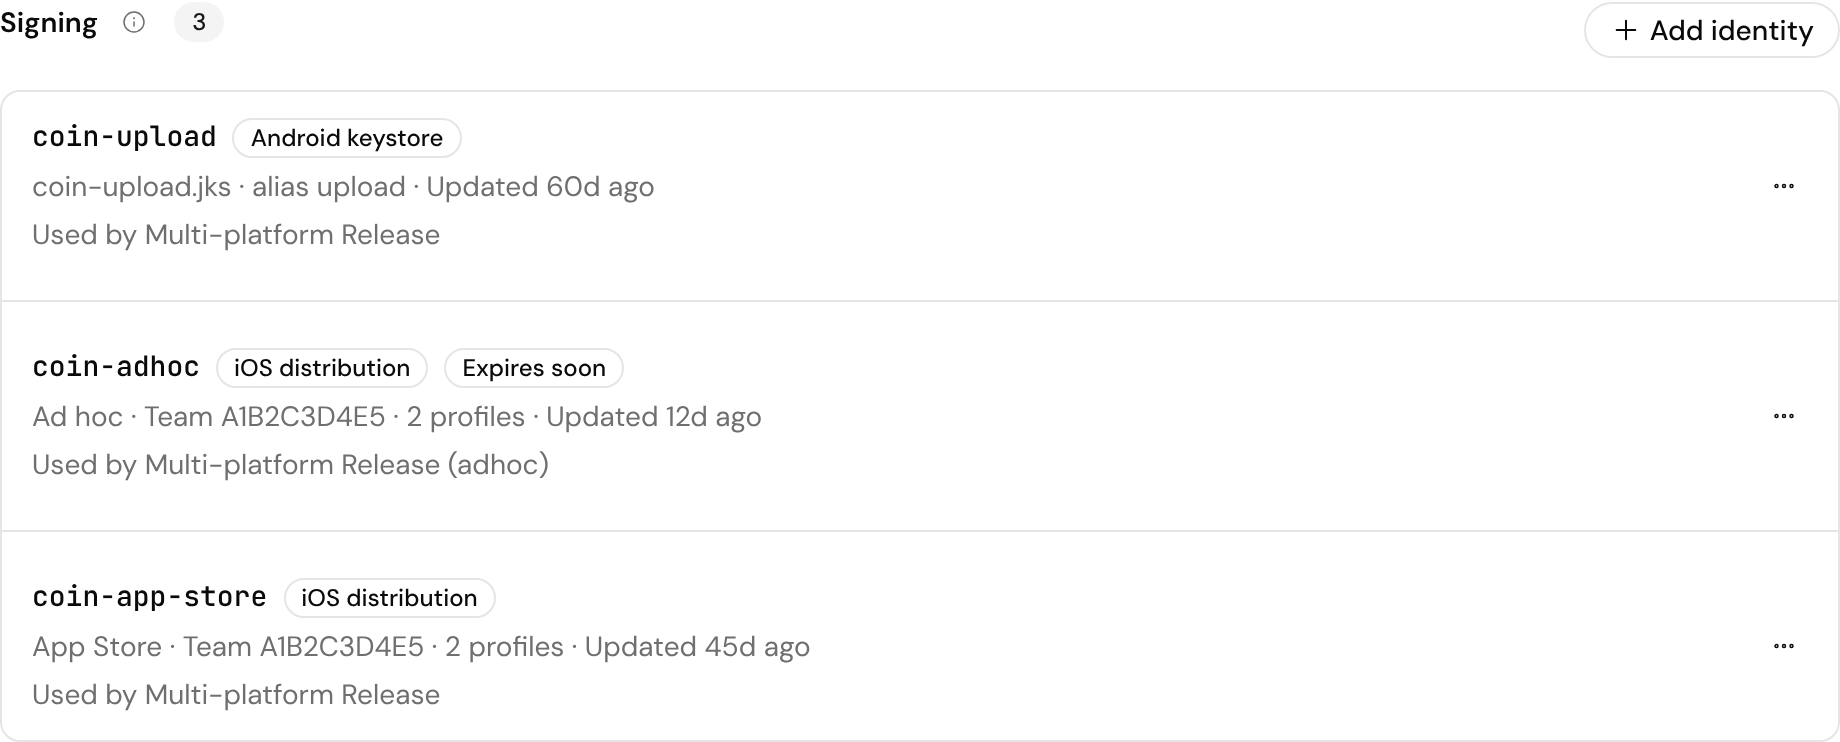 Signing 3
+ Add identity
coin-upload Android keystore
coin-upload.jks · alias upload · Updated 60d ago
Used by Multi-platform Release
coin-adhoc iOS distribution Expires soon
Ad hoc · Team A1B2C3D4E5 · 2 profiles · Updated 12d ago
Used by Multi-platform Release (adhoc)
coin-app-store iOS distribution
App Store · Team A1B2C3D4E5 · 2 profiles · Updated 45d ago
Used by Multi-platform Release